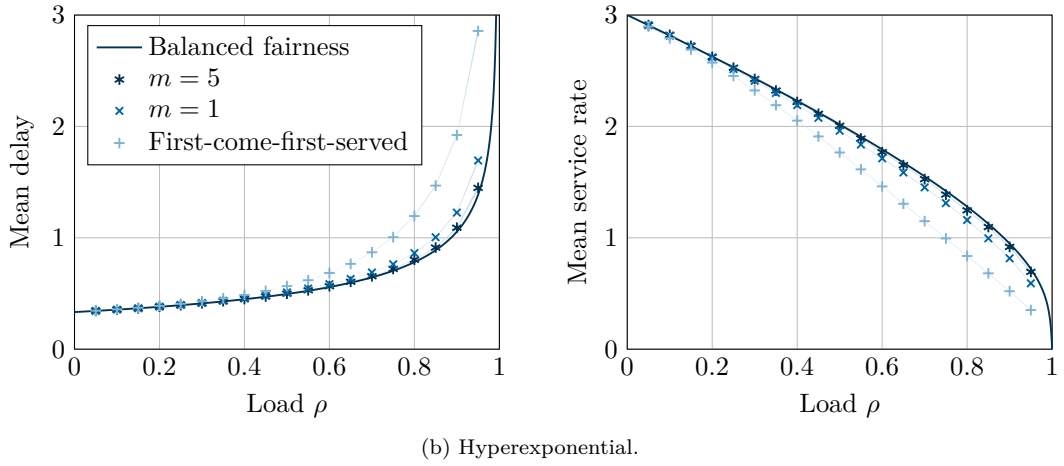 Mean delay
3
2
1
0
0 0.2 0.4 0.6 0.8 1
Load ρ
Balanced fairness
m = 5
m = 1
First-come-first-served
Mean service rate
3
2
1
0
0 0.2 0.4 0.6 0.8 1
Load ρ
(b) Hyperexponential.